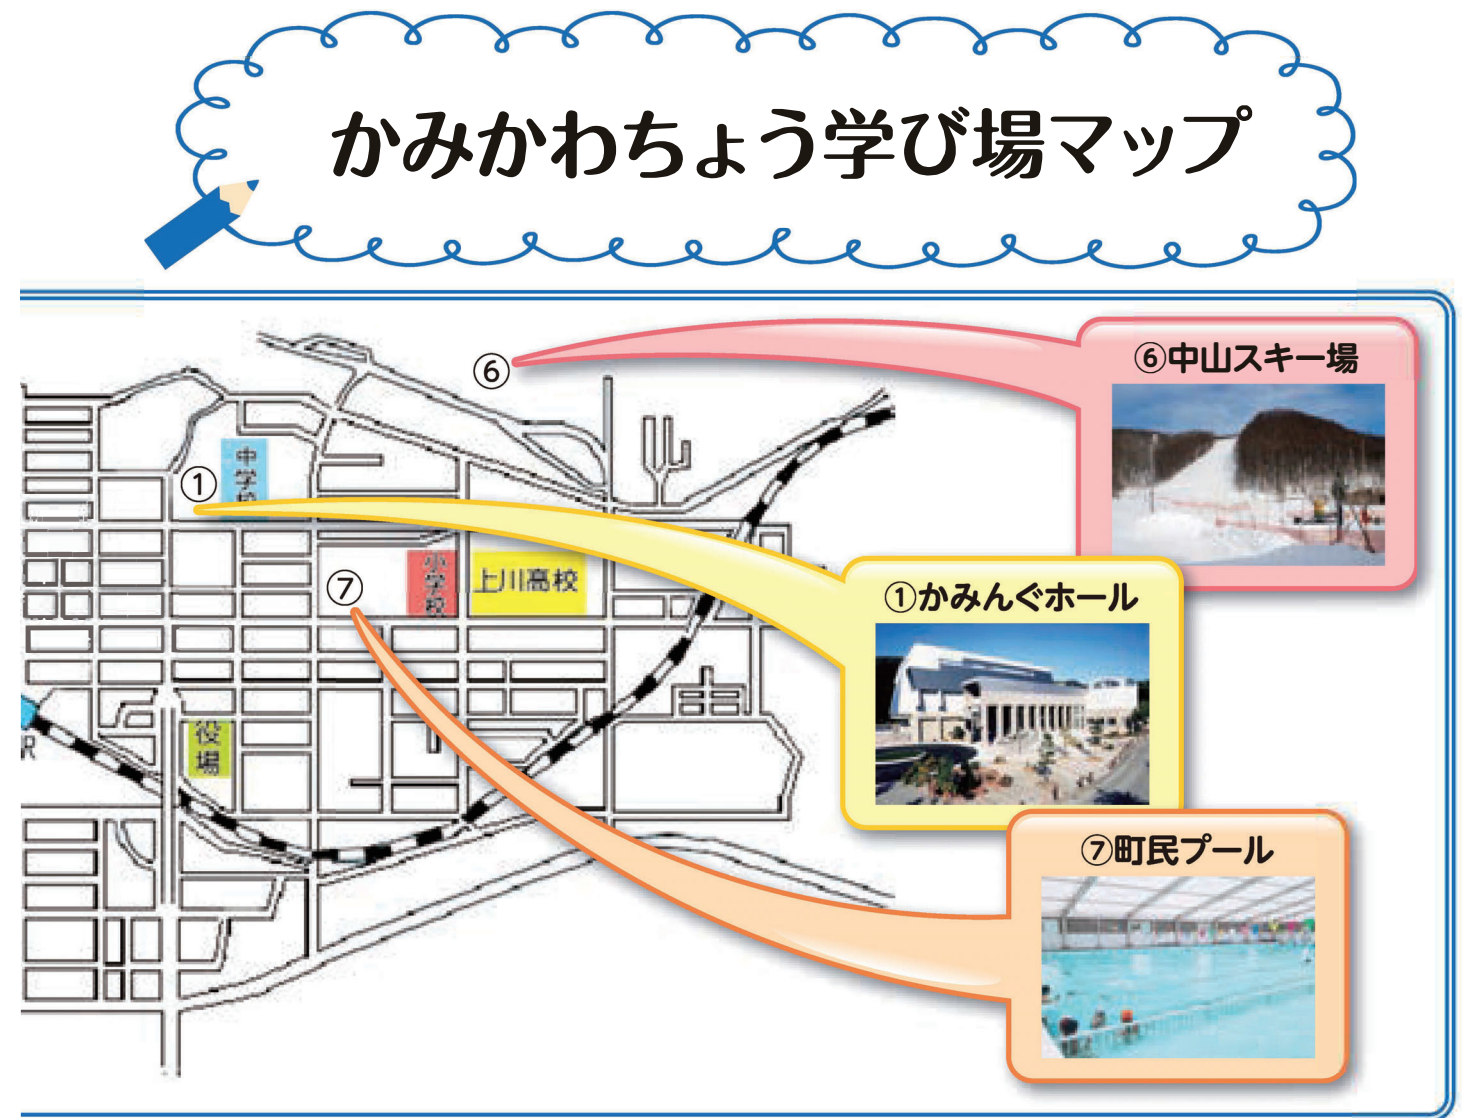 かみかわちょう学び場マップ
⑥
⑥中山スキー場
中学校
①
小学校
上川高校
⑦
①かみんぐホール
役場
駅
⑦町民プール